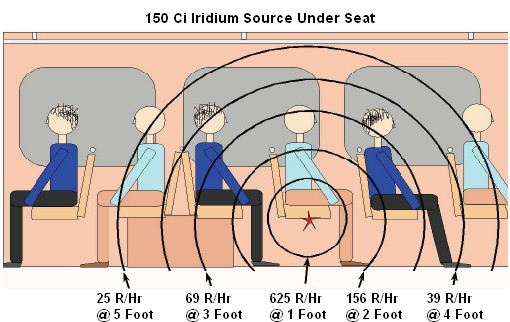 150 Ci Iridium Source Under Seat
25 R/Hr
@ 5 Foot
69 R/Hr
@ 3 Foot
625 R/Hr
@ 1 Foot
156 R/Hr
@ 2 Foot
39 R/Hr
@ 4 Foot